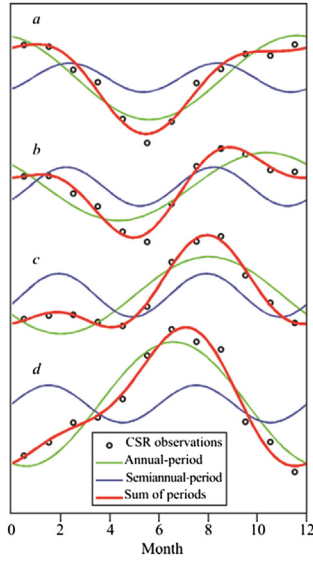 a
b
c
d
CSR observations
Annual-period
Semiannual-period
Sum of periods
0 2 4 6 8 10 12
Month